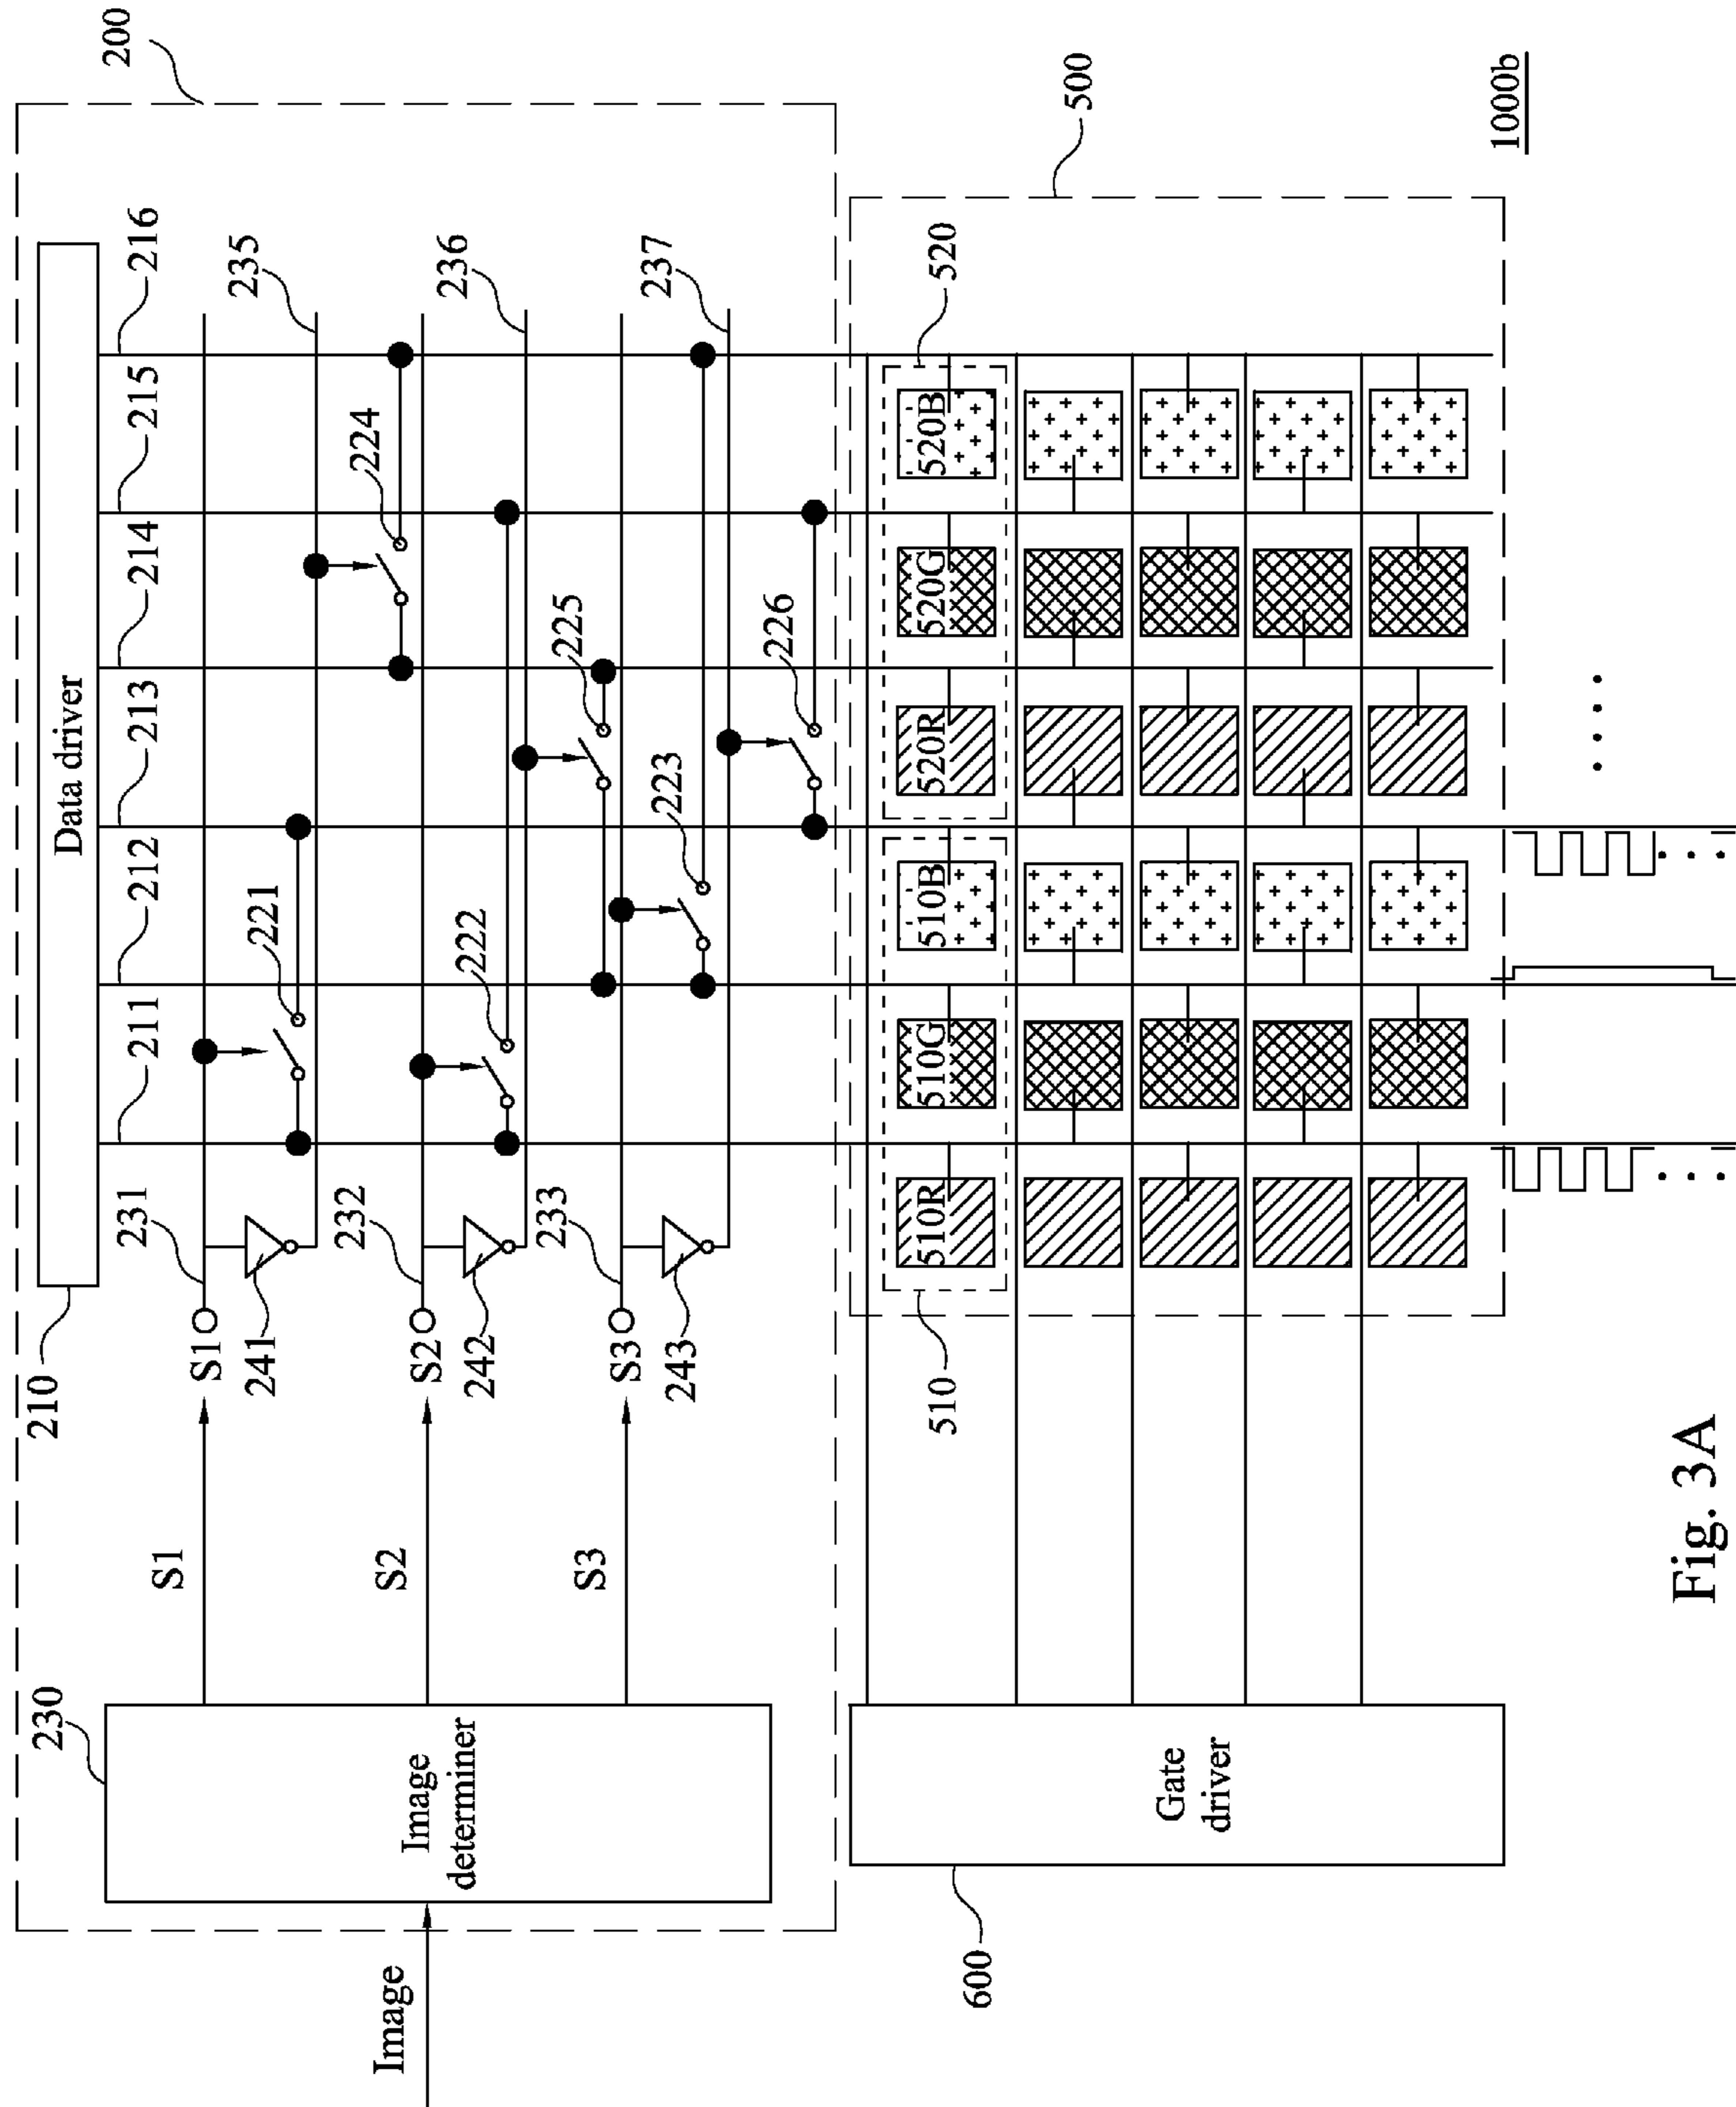 200
210
Data driver
211
212
213
214
215
216
230
Image
determiner
Image
S1
S1
231
241
221
235
224
S2
S2
232
242
222
225
236
S3
S3
233
243
223
226
237
500
510
520
510R
510G
510B
520R
520G
520B
600
Gate
driver
1000b
Fig. 3A